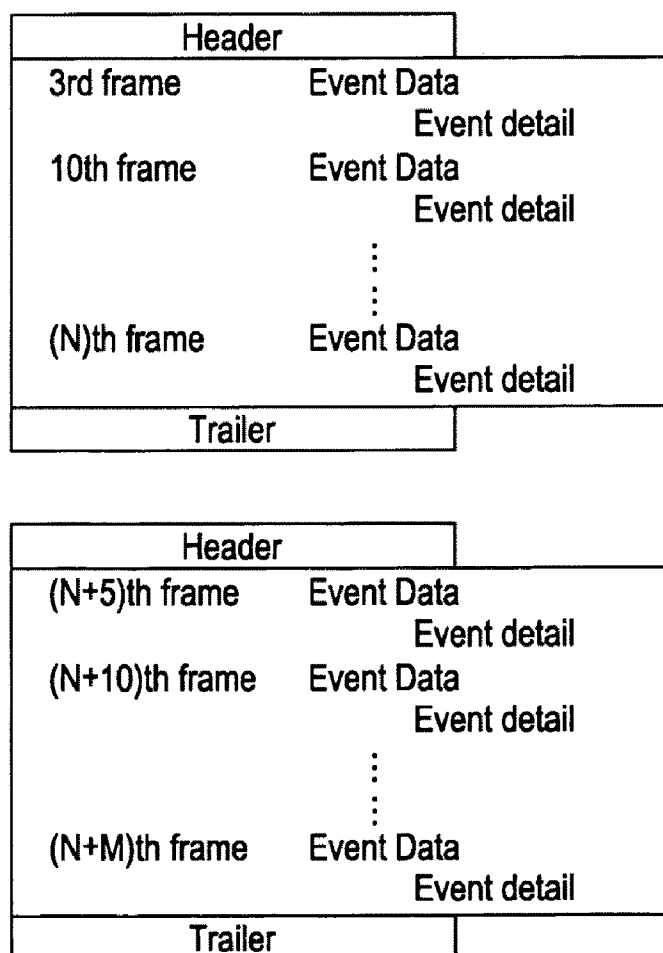 Header
3rd frame Event Data
Event detail
10th frame Event Data
Event detail
(N)th frame Event Data
Event detail
Trailer
Header
(N+5)th frame Event Data
Event detail
(N+10)th frame Event Data
Event detail
(N+M)th frame Event Data
Event detail
Trailer